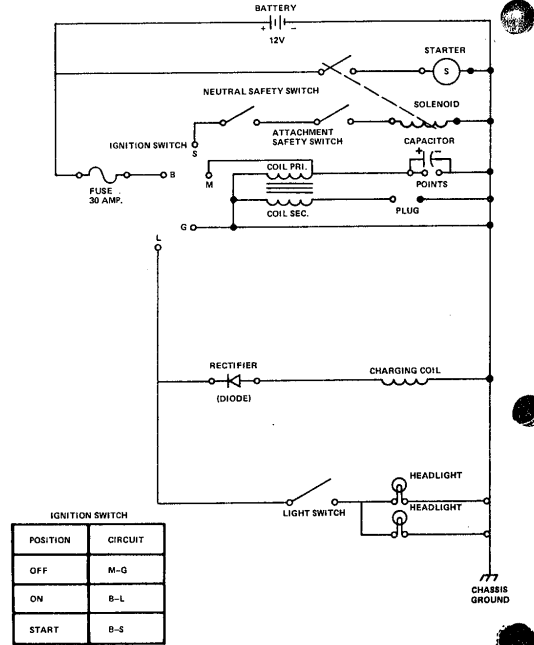 BATTERY
+ −
12V
STARTER
S
NEUTRAL SAFETY SWITCH
SOLENOID
ATTACHMENT
SAFETY SWITCH
IGNITION SWITCH
S
CAPACITOR
+ −
COIL PRI.
B
M
POINTS
FUSE
30 AMP.
COIL SEC.
PLUG
G
L
RECTIFIER
(DIODE)
CHARGING COIL
HEADLIGHT
LIGHT SWITCH
HEADLIGHT
IGNITION SWITCH
POSITION CIRCUIT
OFF M-G
ON B-L
START B-S
CHASSIS
GROUND